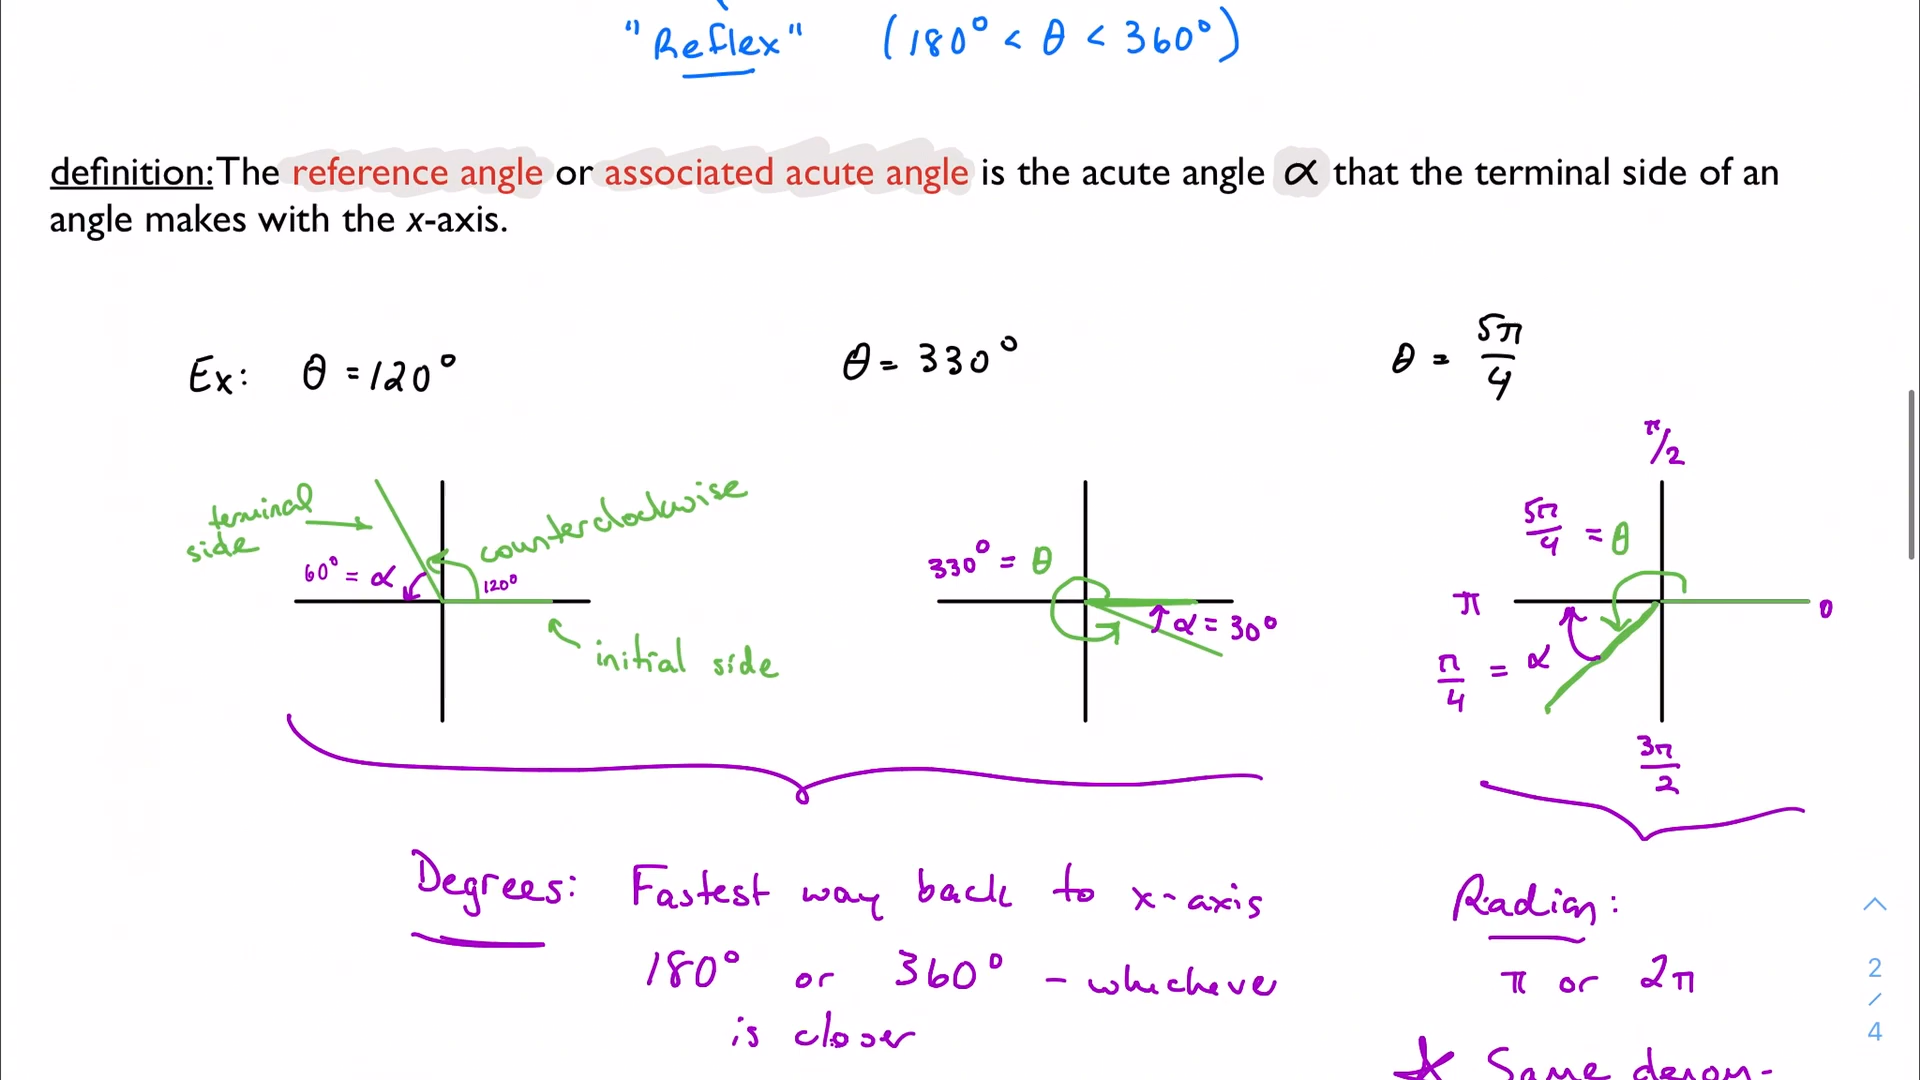 "Reflex" (180° < θ < 360°)
definition: The reference angle or associated acute angle is the acute angle α that the terminal side of an
angle makes with the x-axis.
Ex: θ = 120°
θ = 330°
θ = 5π/4
terminal
side
counterclockwise
60° = α
120°
initial side
330° = θ
α = 30°
π/2
5π/4 = θ
π
0
π/4 = α
3π/2
Degrees: Fastest way back to x-axis
180° or 360° - whichever
is closer
Radian:
π or 2π
Same denom-
2
/
4